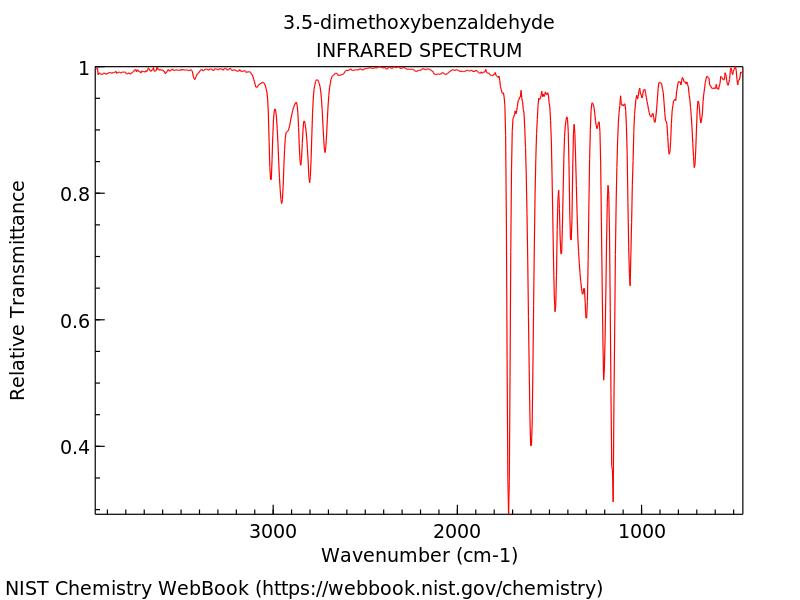 3.5-dimethoxybenzaldehyde
INFRARED SPECTRUM
1
0.8
0.6
0.4
Relative Transmittance
3000 2000 1000
Wavenumber (cm-1)
NIST Chemistry WebBook (https://webbook.nist.gov/chemistry)